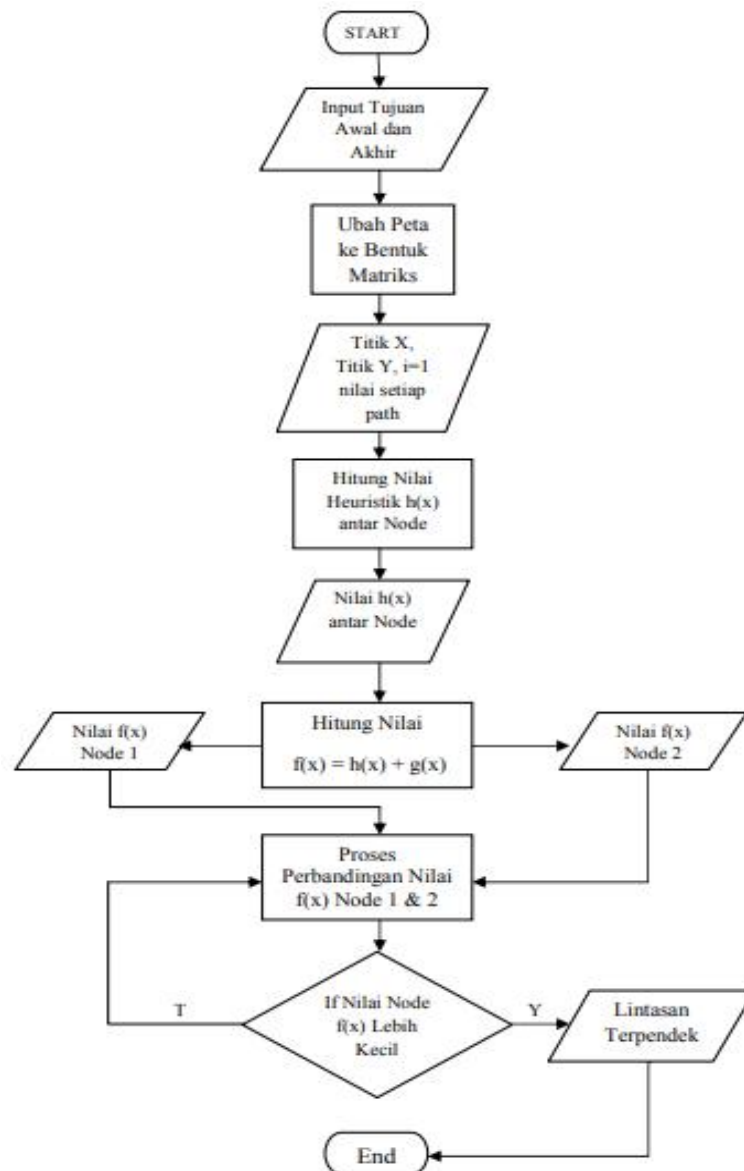 START
Input Tujuan
Awal dan
Akhir
Ubah Peta
ke Bentuk
Matriks
Titik X,
Titik Y, i=1
nilai setiap
path
Hitung Nilai
Heuristik h(x)
antar Node
Nilai h(x)
antar Node
Nilai f(x)
Node 1
Hitung Nilai
f(x) = h(x) + g(x)
Nilai f(x)
Node 2
Proses
Perbandingan Nilai
f(x) Node 1 & 2
T
If Nilai Node
f(x) Lebih
Kecil
Y
Lintasan
Terpendek
End